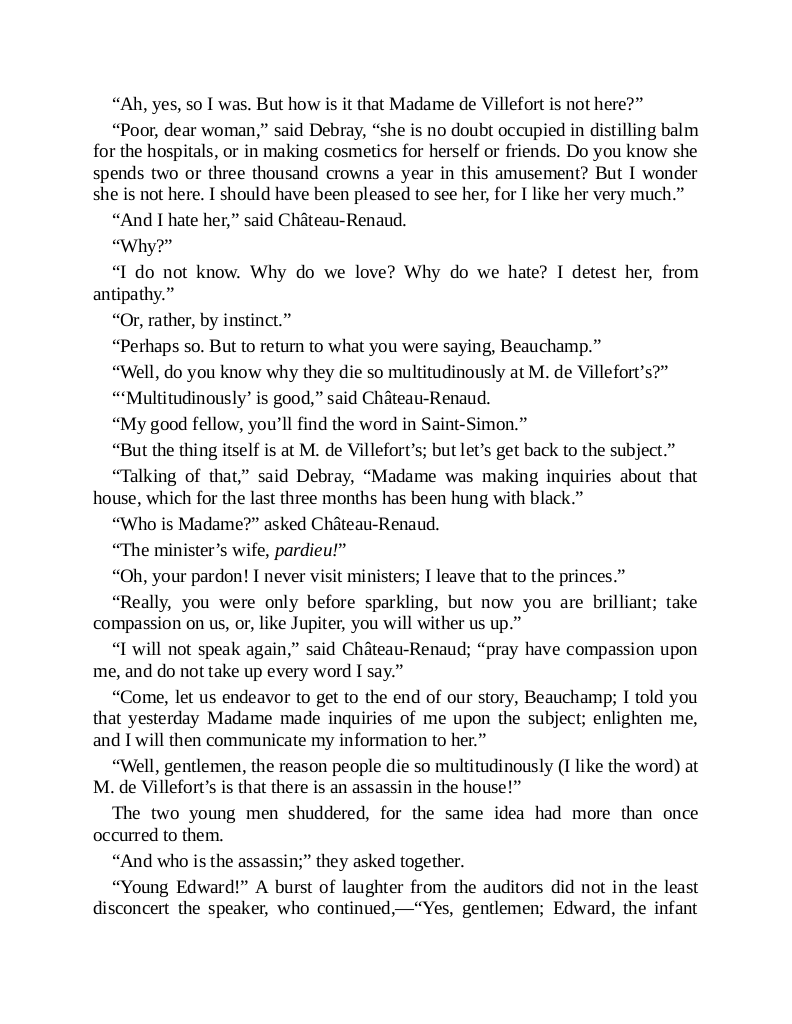 “Ah, yes, so I was. But how is it that Madame de Villefort is not here?”
“Poor, dear woman,” said Debray, “she is no doubt occupied in distilling balm
for the hospitals, or in making cosmetics for herself or friends. Do you know she
spends two or three thousand crowns a year in this amusement? But I wonder
she is not here. I should have been pleased to see her, for I like her very much.”
“And I hate her,” said Château-Renaud.
“Why?”
“I do not know. Why do we love? Why do we hate? I detest her, from
antipathy.”
“Or, rather, by instinct.”
“Perhaps so. But to return to what you were saying, Beauchamp.”
“Well, do you know why they die so multitudinously at M. de Villefort’s?”
“‘Multitudinously’ is good,” said Château-Renaud.
“My good fellow, you’ll find the word in Saint-Simon.”
“But the thing itself is at M. de Villefort’s; but let’s get back to the subject.”
“Talking of that,” said Debray, “Madame was making inquiries about that
house, which for the last three months has been hung with black.”
“Who is Madame?” asked Château-Renaud.
“The minister’s wife, pardieu!”
“Oh, your pardon! I never visit ministers; I leave that to the princes.”
“Really, you were only before sparkling, but now you are brilliant; take
compassion on us, or, like Jupiter, you will wither us up.”
“I will not speak again,” said Château-Renaud; “pray have compassion upon
me, and do not take up every word I say.”
“Come, let us endeavor to get to the end of our story, Beauchamp; I told you
that yesterday Madame made inquiries of me upon the subject; enlighten me,
and I will then communicate my information to her.”
“Well, gentlemen, the reason people die so multitudinously (I like the word) at
M. de Villefort’s is that there is an assassin in the house!”
The two young men shuddered, for the same idea had more than once
occurred to them.
“And who is the assassin;” they asked together.
“Young Edward!” A burst of laughter from the auditors did not in the least
disconcert the speaker, who continued,—“Yes, gentlemen; Edward, the infant